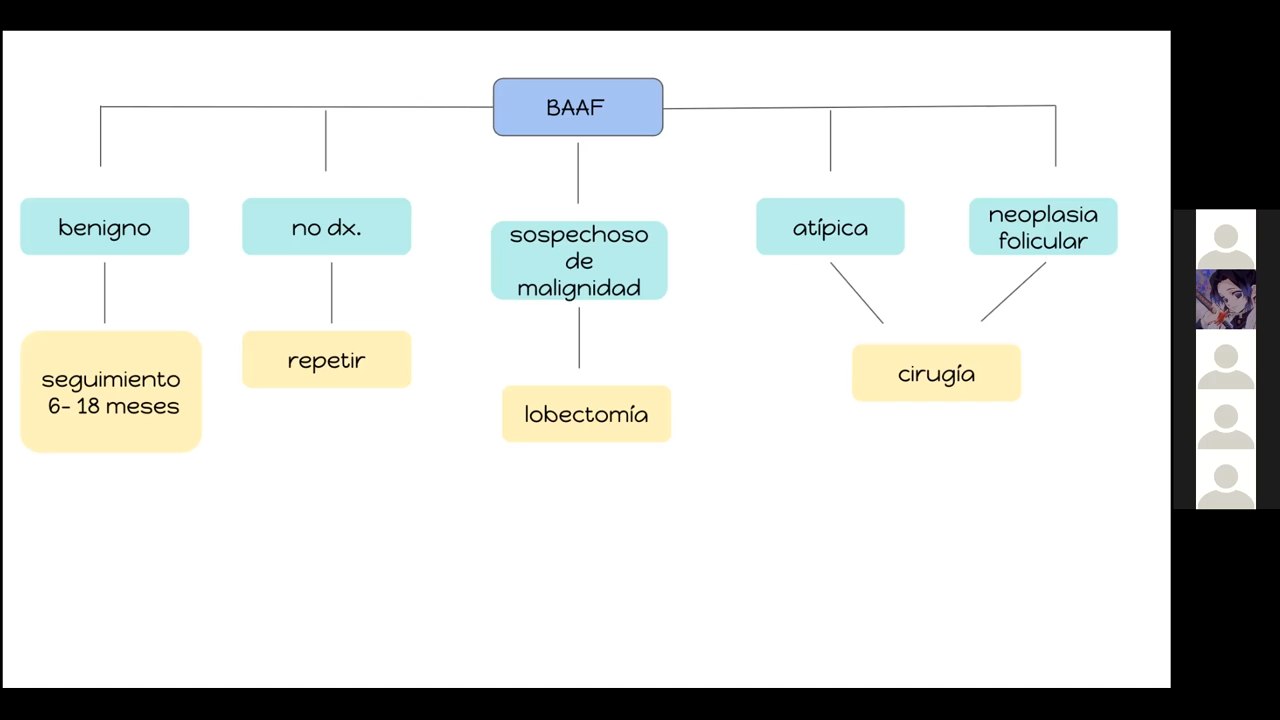 BAAF
benigno
no dx.
sospechoso
de
malignidad
atípica
neoplasia
folicular
seguimiento
6- 18 meses
repetir
lobectomía
cirugía